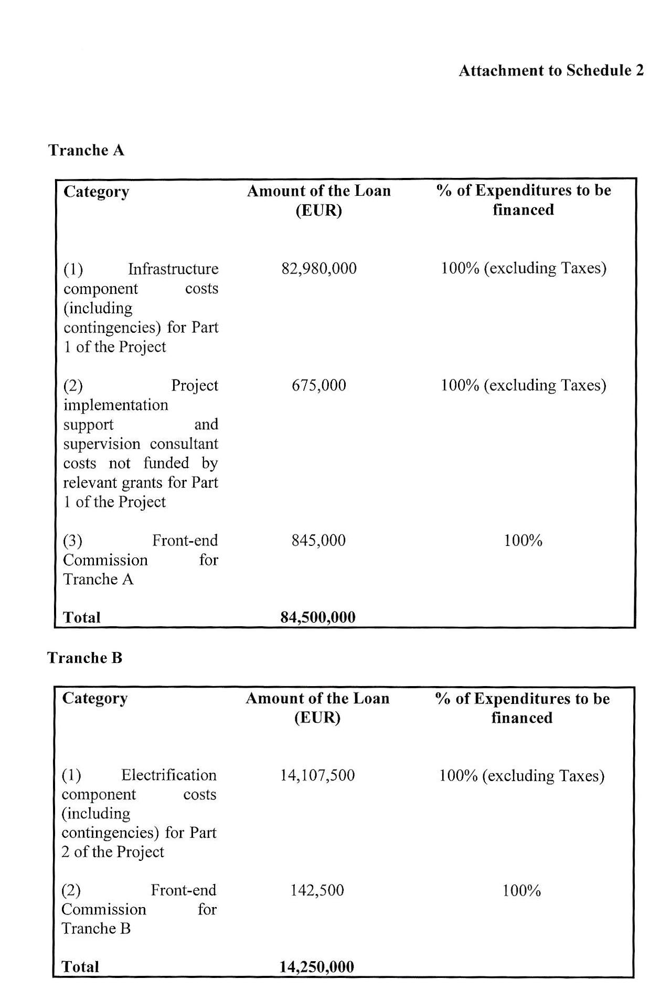 Attachment to Schedule 2
Tranche A
Category Amount of the Loan % of Expenditures to be
(EUR) financed
(1) Infrastructure 82,980,000 100% (excluding Taxes)
component costs
(including
contingencies) for Part
1 of the Project
(2) Project 675,000 100% (excluding Taxes)
implementation
support and
supervision consultant
costs not funded by
relevant grants for Part
1 of the Project
(3) Front-end 845,000 100%
Commission for
Tranche A
Total 84,500,000
Tranche B
Category Amount of the Loan % of Expenditures to be
(EUR) financed
(1) Electrification 14,107,500 100% (excluding Taxes)
component costs
(including
contingencies) for Part
2 of the Project
(2) Front-end 142,500 100%
Commission for
Tranche B
Total 14,250,000